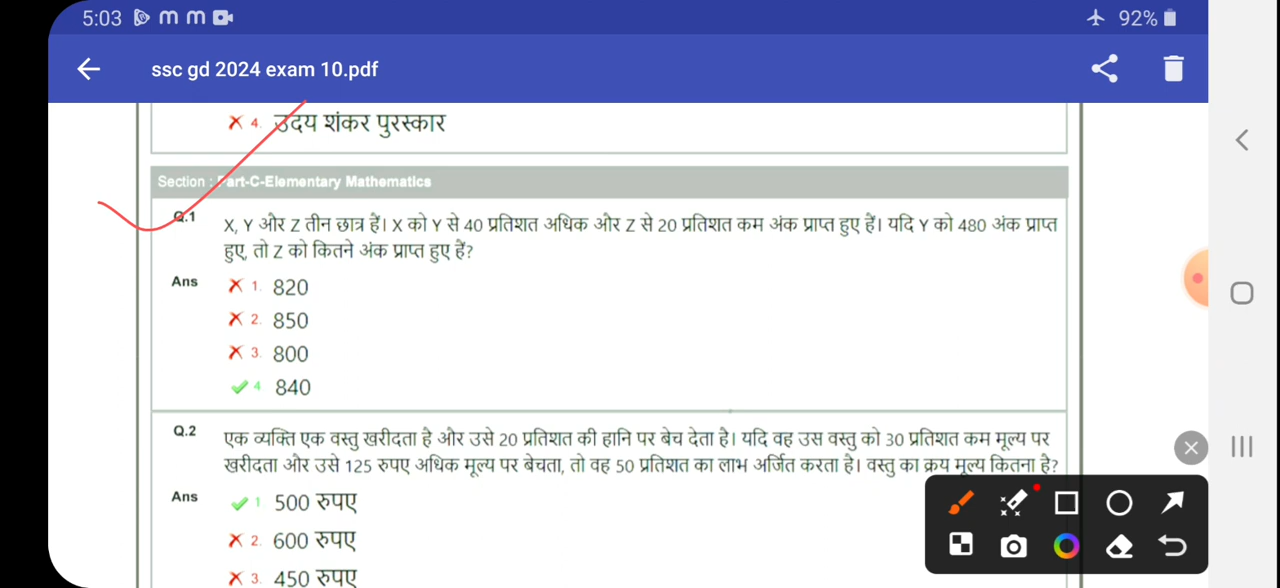 5:03
92%
ssc gd 2024 exam 10.pdf
4. उदय शंकर पुरस्कार
Section : Part-C-Elementary Mathematics
Q.1
X, Y और Z तीन छात्र हैं। X को Y से 40 प्रतिशत अधिक और Z से 20 प्रतिशत कम अंक प्राप्त हुए हैं। यदि Y को 480 अंक प्राप्त
हुए, तो Z को कितने अंक प्राप्त हुए हैं?
Ans
1. 820
2. 850
3. 800
4 840
Q.2
एक व्यक्ति एक वस्तु खरीदता है और उसे 20 प्रतिशत की हानि पर बेच देता है। यदि वह उस वस्तु को 30 प्रतिशत कम मूल्य पर
खरीदता और उसे 125 रुपए अधिक मूल्य पर बेचता, तो वह 50 प्रतिशत का लाभ अर्जित करता है। वस्तु का क्रय मूल्य कितना है?
Ans
1 500 रुपए
2. 600 रुपए
3. 450 रुपए